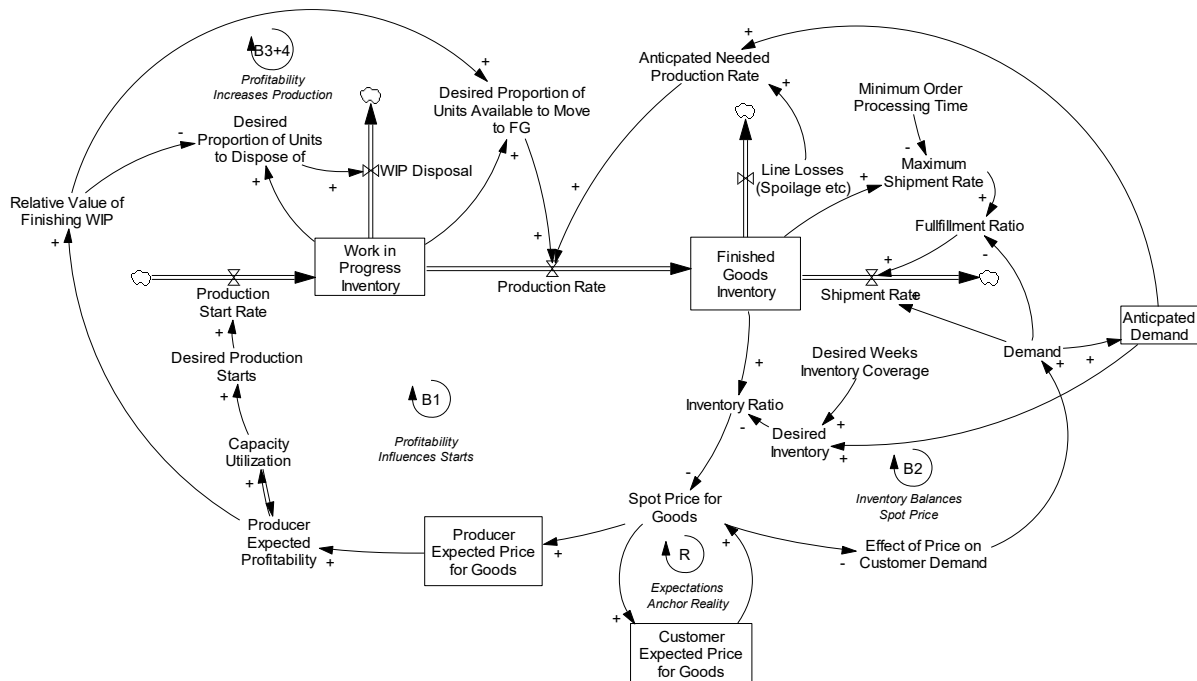 B3+4
Profitability
Increases Production
Desired
Proportion of Units
to Dispose of
WIP Disposal
Desired Proportion of
Units Available to Move
to FG
Anticpated Needed
Production Rate
Minimum Order
Processing Time
Line Losses
(Spoilage etc)
Maximum
Shipment Rate
Fullfillment Ratio
Relative Value of
Finishing WIP
Work in
Progress
Inventory
Production
Start Rate
Production Rate
Finished
Goods
Inventory
Shipment Rate
Anticpated
Demand
Demand
Desired Production
Starts
B1
Profitability
Influences Starts
Desired Weeks
Inventory Coverage
Inventory Ratio
Desired
Inventory
Capacity
Utilization
B2
Inventory Balances
Spot Price
Spot Price for
Goods
Producer
Expected
Profitability
Producer
Expected Price
for Goods
R
Expectations
Anchor Reality
Effect of Price on
Customer Demand
Customer
Expected Price
for Goods